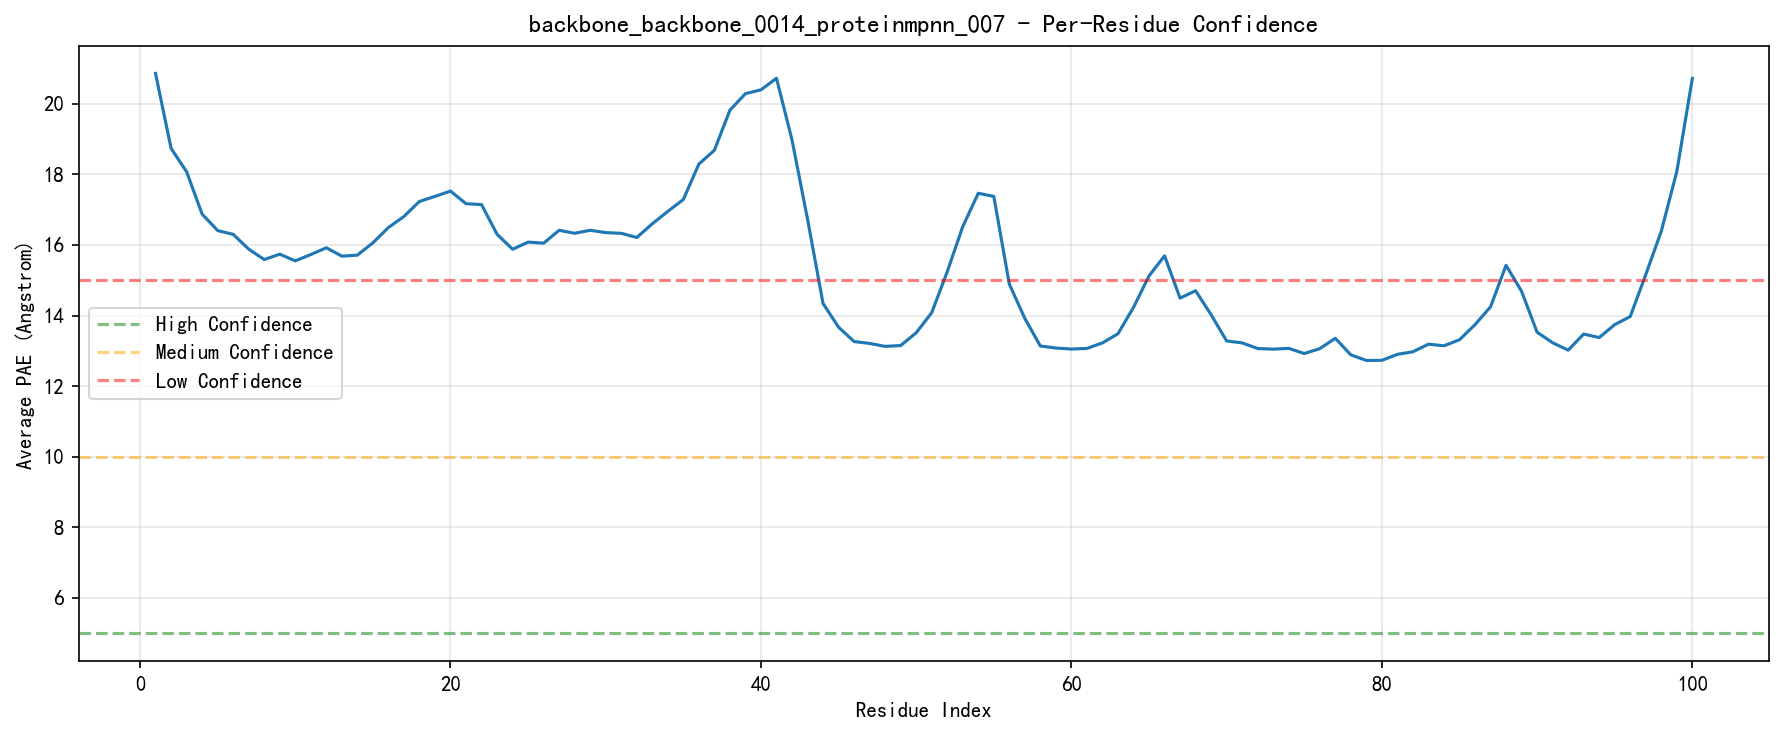 backbone_backbone_0014_proteinmpnn_007 - Per-Residue Confidence
Average PAE (Angstrom)
20
18
16
14
12
10
8
6
High Confidence
Medium Confidence
Low Confidence
0 20 40 60 80 100
Residue Index